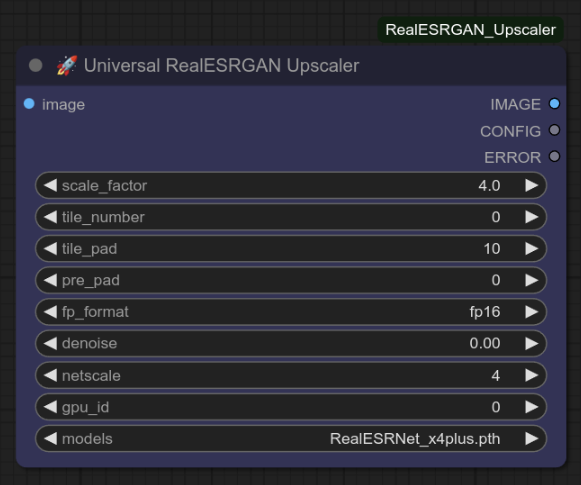 RealESRGAN_Upscaler
🚀 Universal RealESRGAN Upscaler
image IMAGE
CONFIG
ERROR
scale_factor 4.0
tile_number 0
tile_pad 10
pre_pad 0
fp_format fp16
denoise 0.00
netscale 4
gpu_id 0
models RealESRNet_x4plus.pth